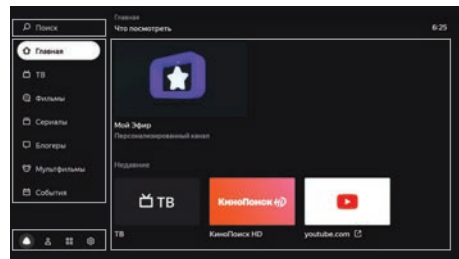 Поиск
Главная
Что посмотреть
6:25
Главная
ТВ
Фильмы
Сериалы
Блогеры
Мультфильмы
События
Мой Эфир
Персонализированный канал
Недавние
ТВ
КиноПоиск HD
ТВ
КиноПоиск HD
youtube.com